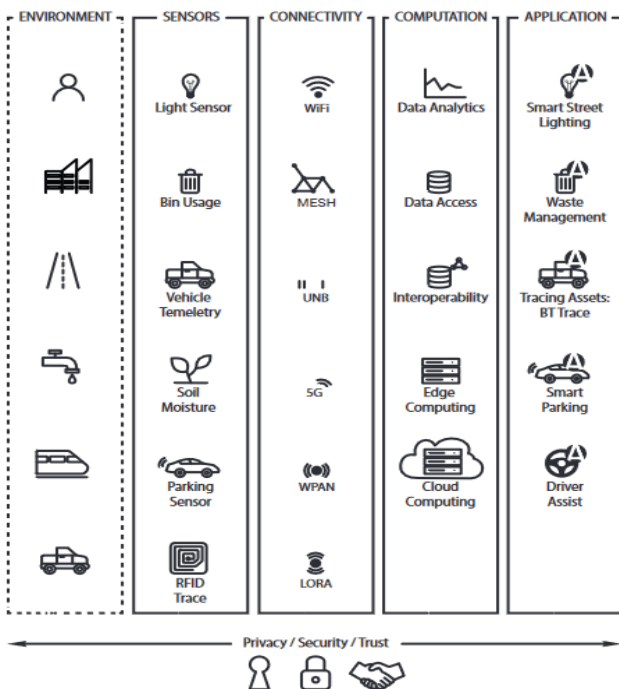 ENVIRONMENT
SENSORS
CONNECTIVITY
COMPUTATION
APPLICATION
Light Sensor
WiFi
Data Analytics
A
Smart Street
Lighting
Bin Usage
MESH
Data Access
A
Waste
Management
Vehicle
Temeletry
UNB
Interoperability
A
Tracing Assets:
BT Trace
Soil
Moisture
5G
Edge
Computing
A
Smart
Parking
Parking
Sensor
WPAN
Cloud
Computing
A
Driver
Assist
RFID
Trace
LORA
Privacy / Security / Trust